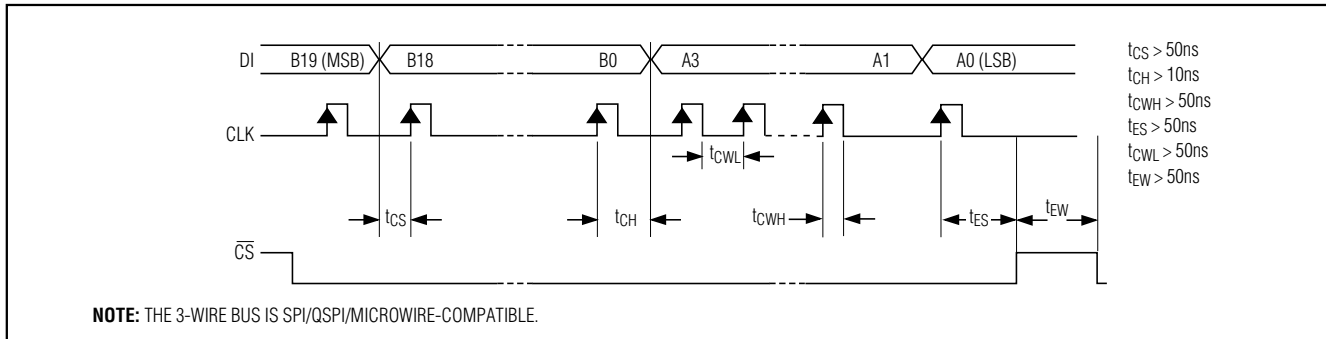 DI B19 (MSB) B18 B0 A3 A1 A0 (LSB)
CLK
tCWL
tCS tCH tCWH tES tEW
CS
tCS > 50ns
tCH > 10ns
tCWH > 50ns
tES > 50ns
tCWL > 50ns
tEW > 50ns
NOTE: THE 3-WIRE BUS IS SPI/QSPI/MICROWIRE-COMPATIBLE.